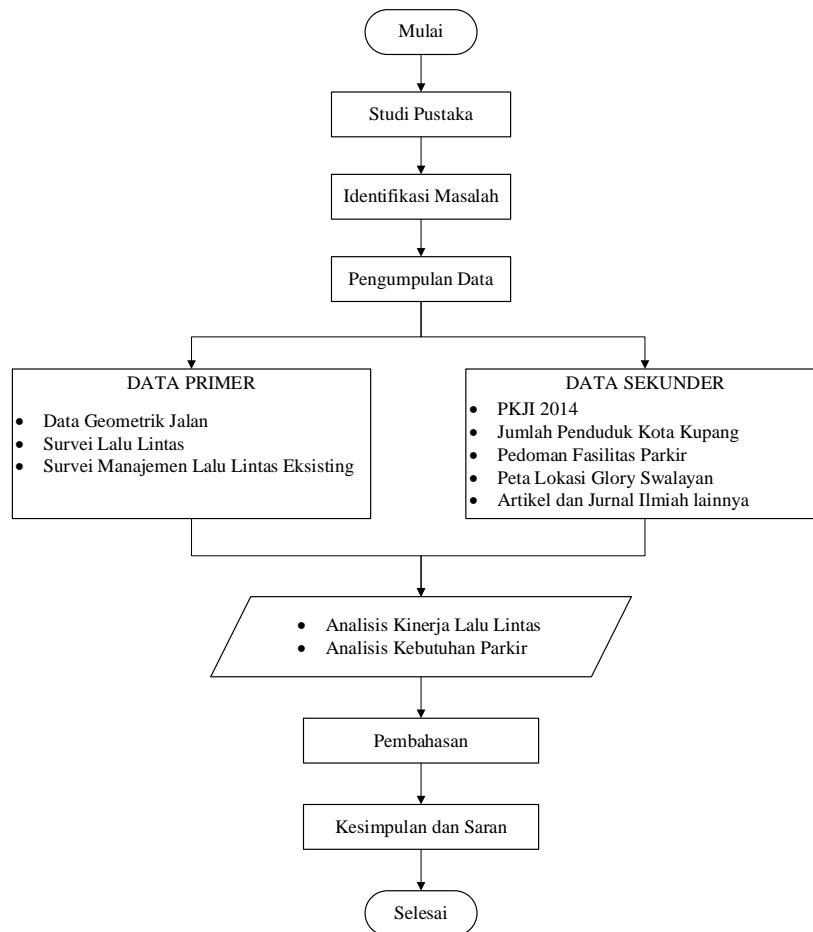 Mulai
Studi Pustaka
Identifikasi Masalah
Pengumpulan Data
DATA PRIMER
• Data Geometrik Jalan
• Survei Lalu Lintas
• Survei Manajemen Lalu Lintas Eksisting
DATA SEKUNDER
• PKJI 2014
• Jumlah Penduduk Kota Kupang
• Pedoman Fasilitas Parkir
• Peta Lokasi Glory Swalayan
• Artikel dan Jurnal Ilmiah lainnya
• Analisis Kinerja Lalu Lintas
• Analisis Kebutuhan Parkir
Pembahasan
Kesimpulan dan Saran
Selesai